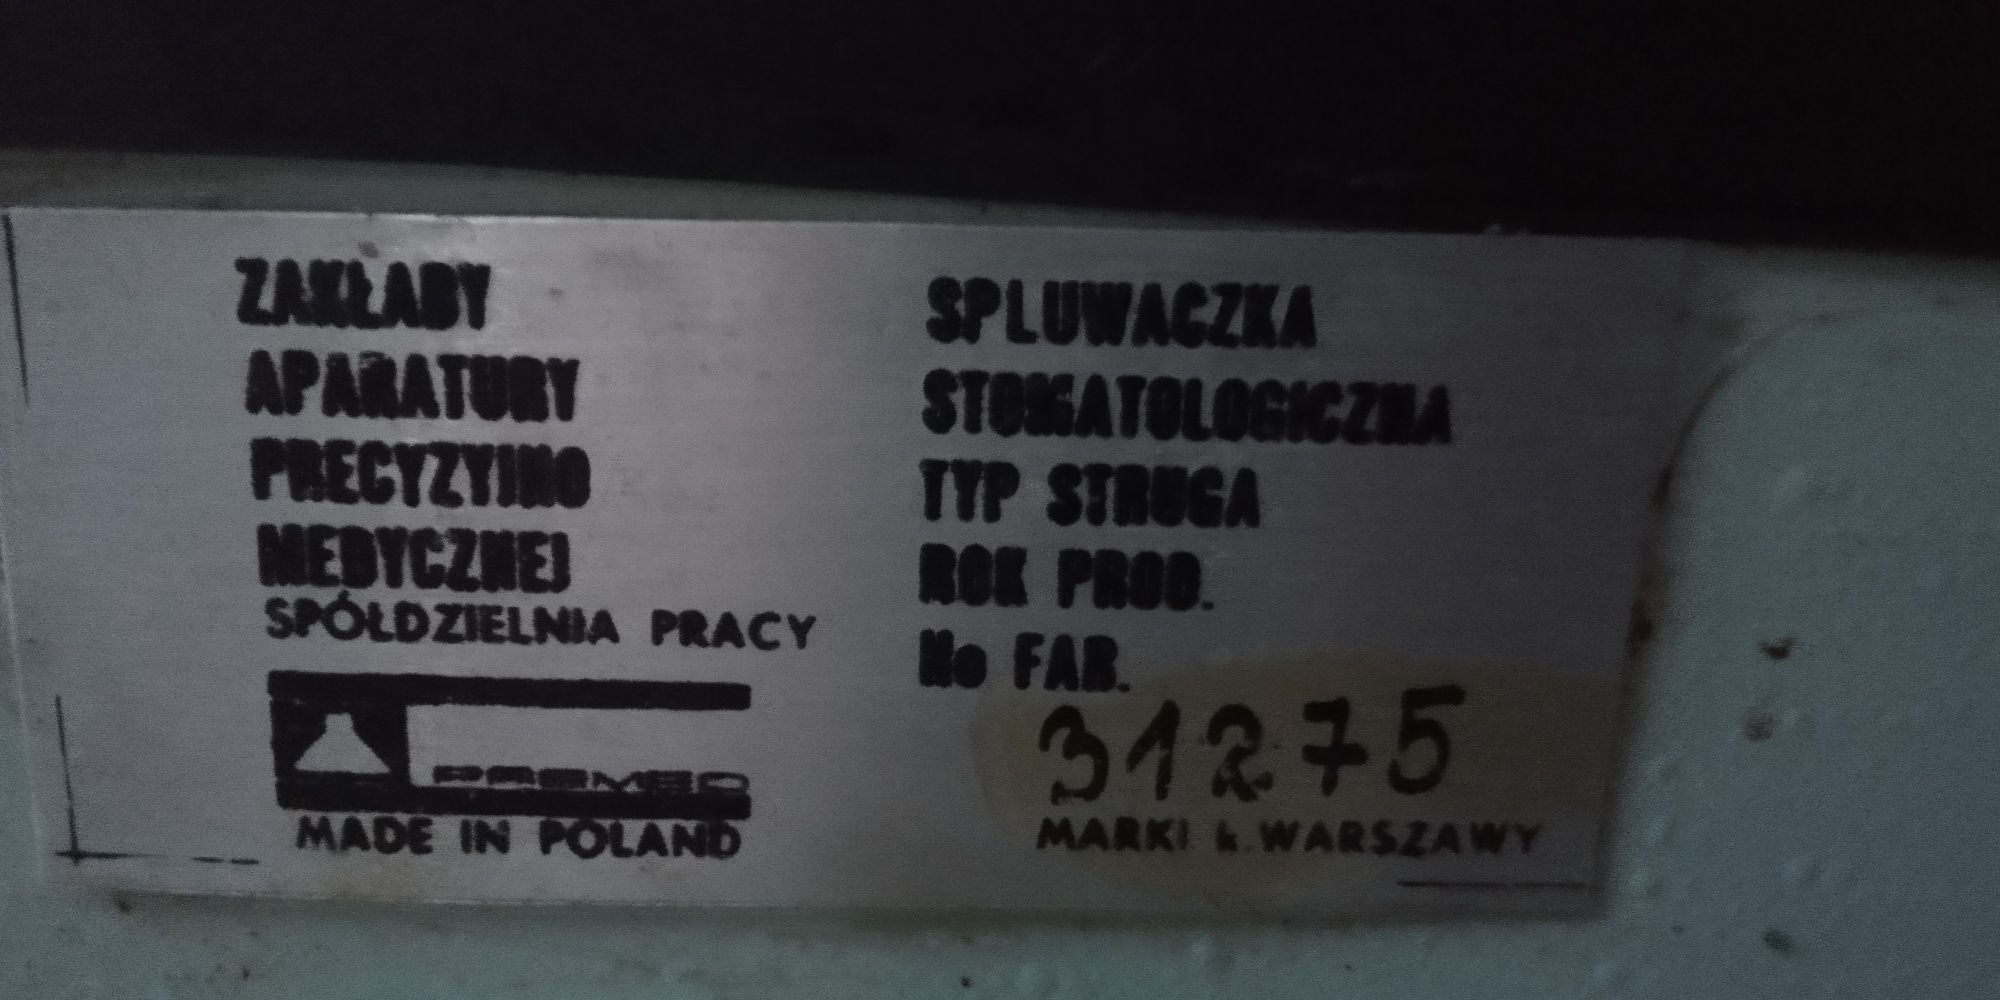 ZAKŁADY
APARATURY
PRECYZYJNO
MEDYCZNEJ
SPÓŁDZIELNIA PRACY
PREMED
MADE IN POLAND
SPLUWACZKA
STOMATOLOGICZNA
TYP STRUGA
ROK PROD.
No FAB.
31275
MARKI k.WARSZAWY